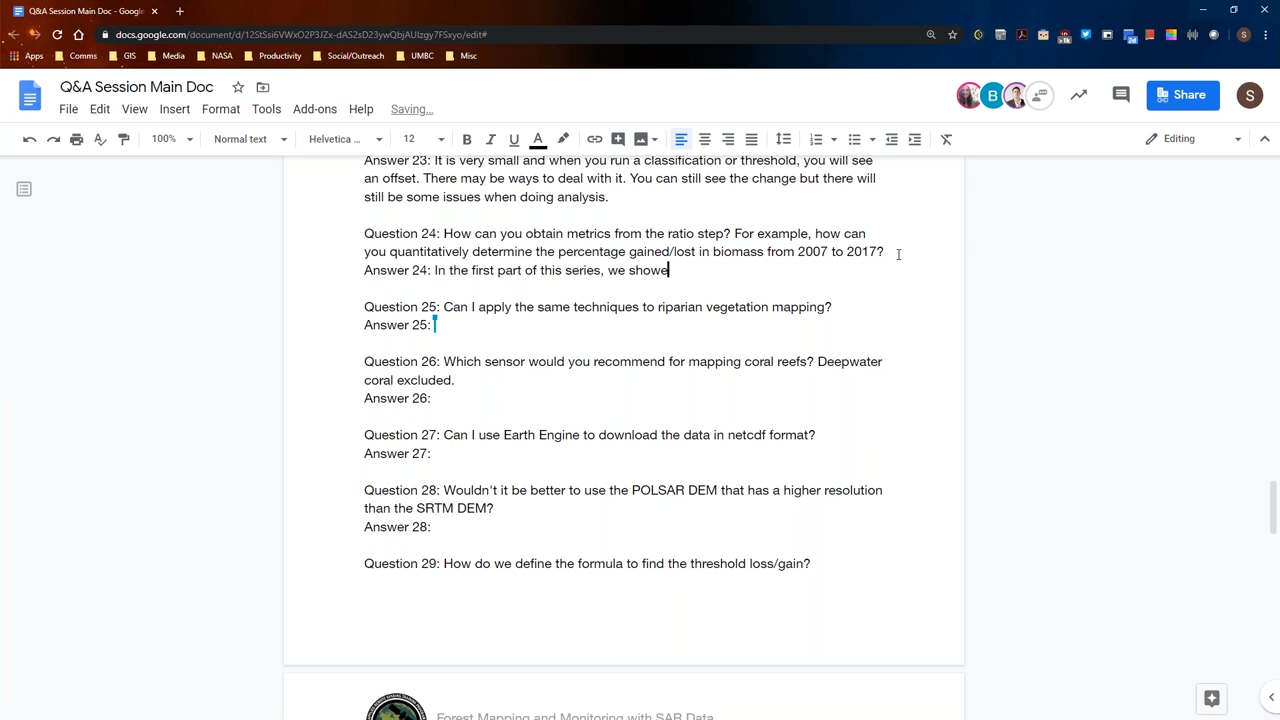 Q&A Session Main Doc - Google
docs.google.com/document/d/12StSsi6VWxO2P3JZx-dAS2sD23ywQbjAUIzgy7FSxyo/edit#
Apps Comms GIS Media NASA Productivity Social/Outreach UMBC Misc
Q&A Session Main Doc
File Edit View Insert Format Tools Add-ons Help Saving...
B
Share
S
100% Normal text Helvetica ... 12 B I U A Editing
Answer 23: It is very small and when you run a classification or threshold, you will see
an offset. There may be ways to deal with it. You can still see the change but there will
still be some issues when doing analysis.
Question 24: How can you obtain metrics from the ratio step? For example, how can
you quantitatively determine the percentage gained/lost in biomass from 2007 to 2017?
Answer 24: In the first part of this series, we showe
Question 25: Can I apply the same techniques to riparian vegetation mapping?
Answer 25:
Question 26: Which sensor would you recommend for mapping coral reefs? Deepwater
coral excluded.
Answer 26:
Question 27: Can I use Earth Engine to download the data in netcdf format?
Answer 27:
Question 28: Wouldn't it be better to use the POLSAR DEM that has a higher resolution
than the SRTM DEM?
Answer 28:
Question 29: How do we define the formula to find the threshold loss/gain?
Forest Mapping and Monitoring with SAR Data